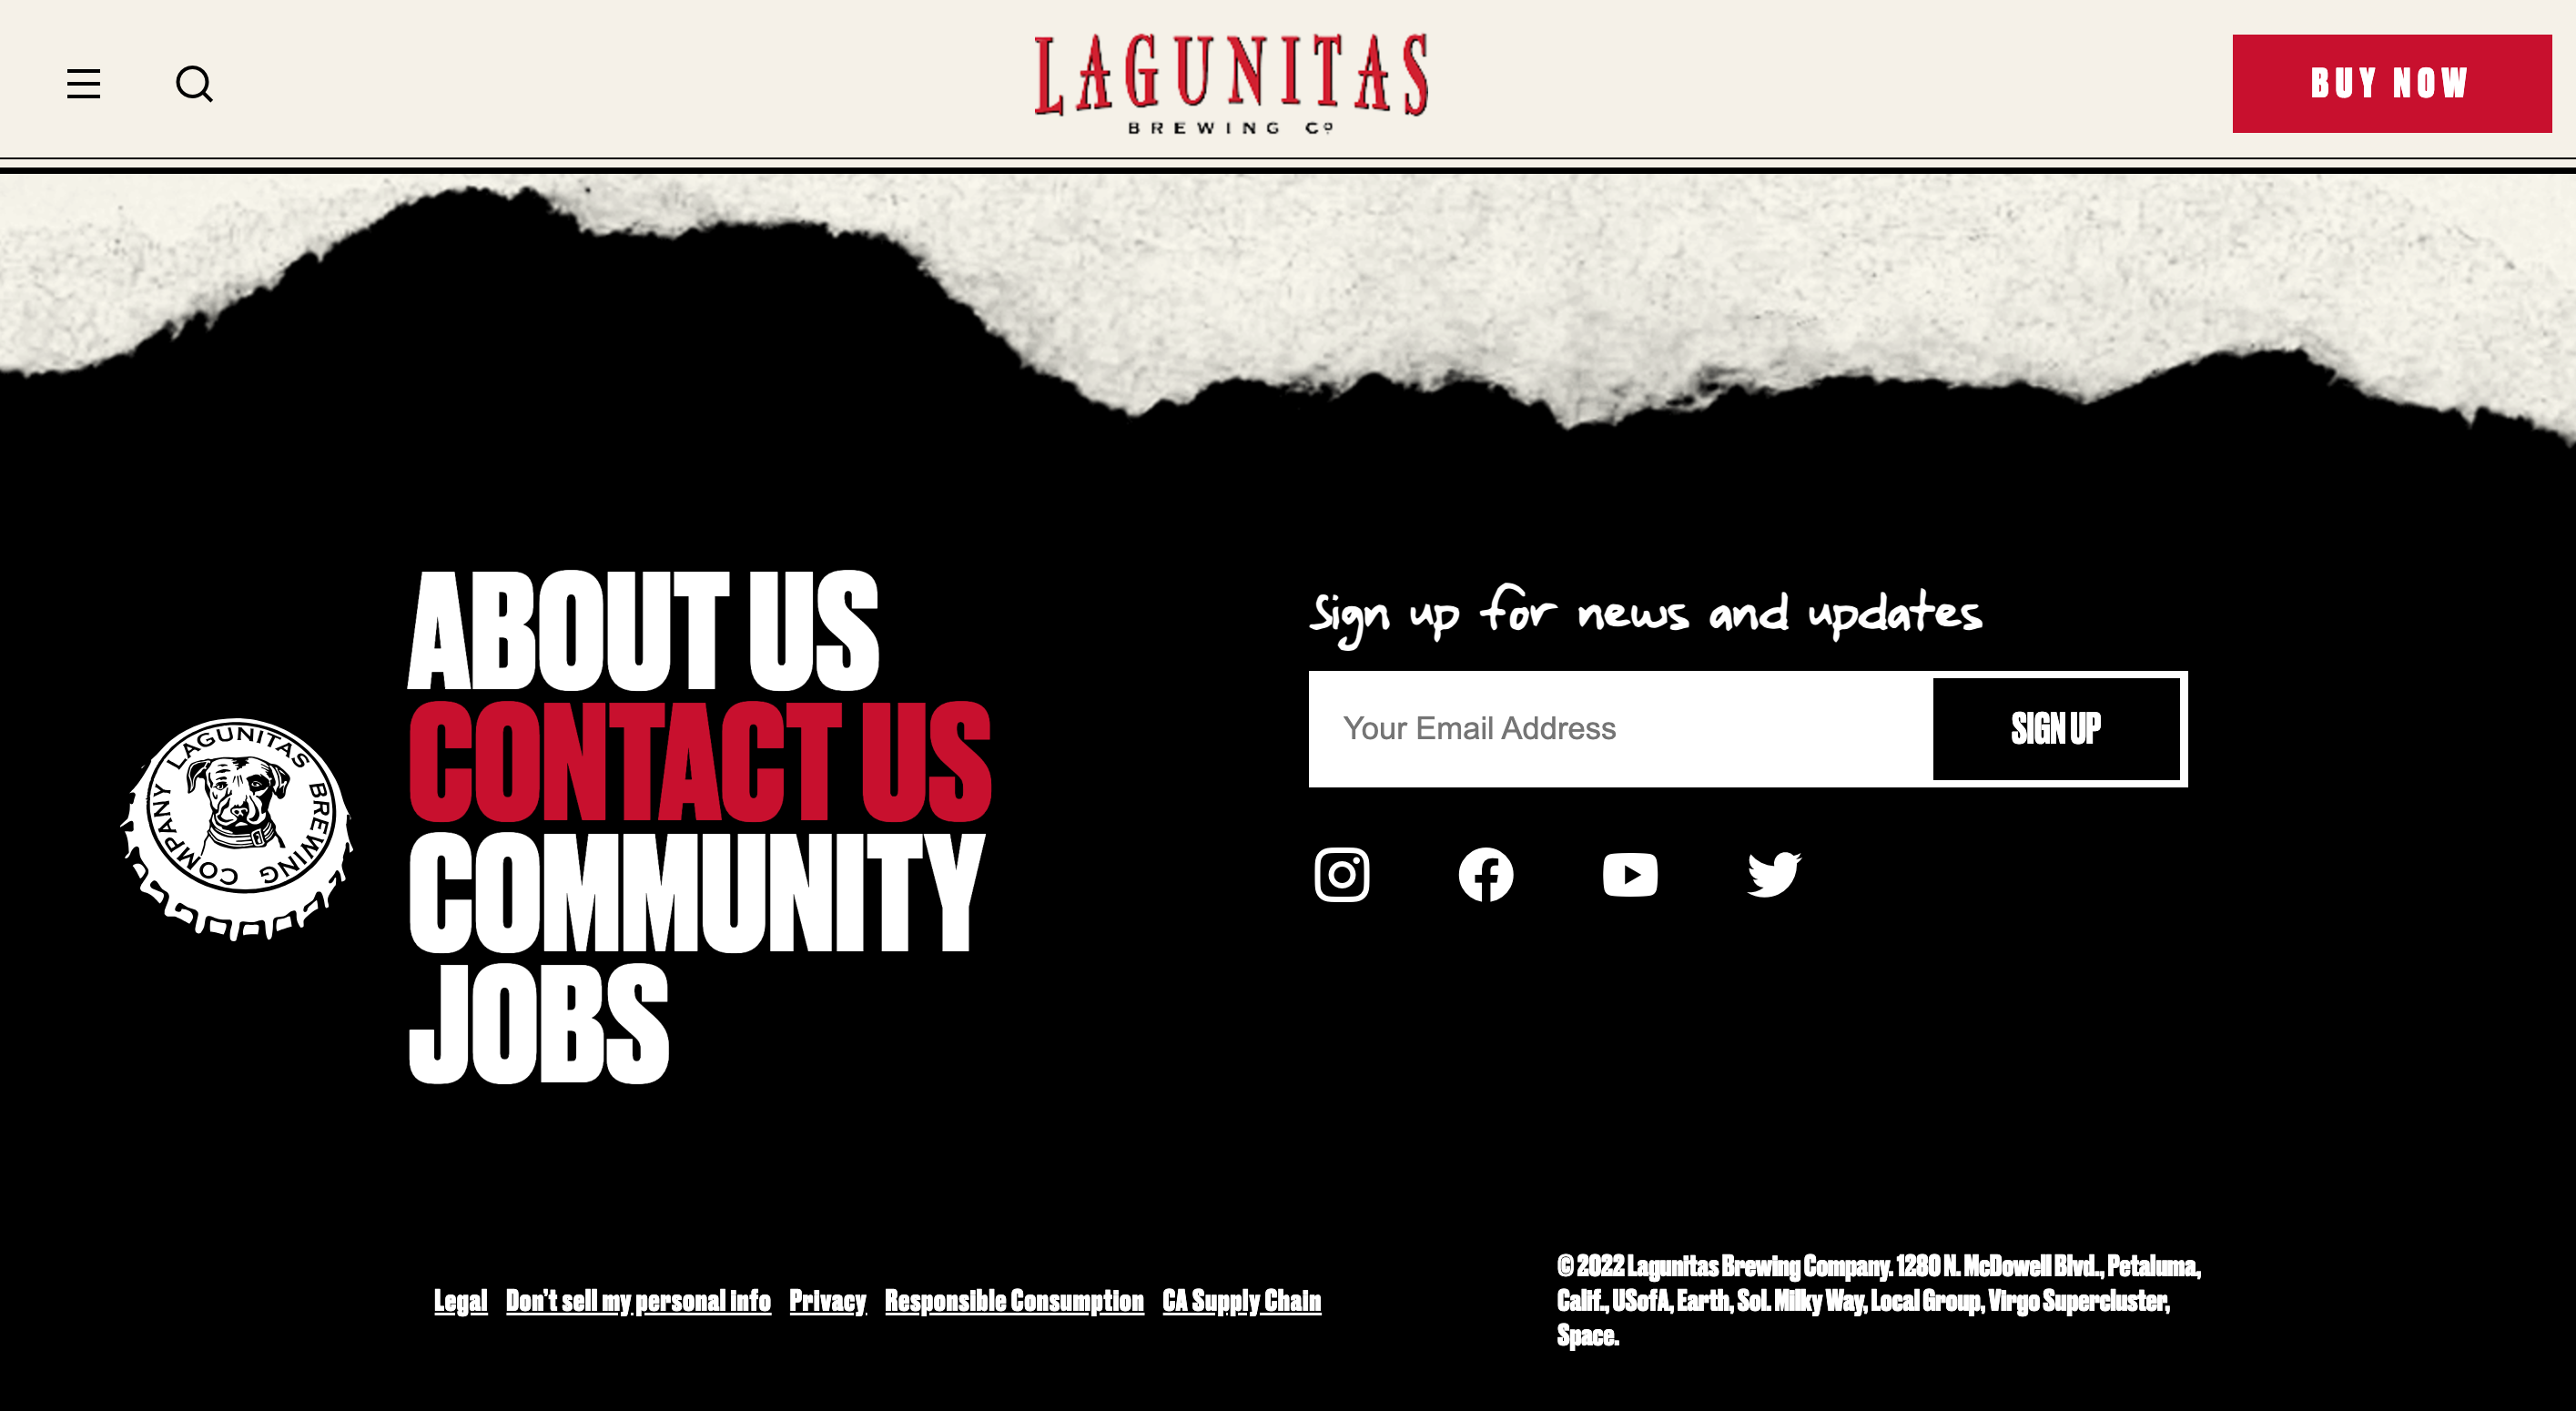 LAGUNITAS
BREWING Cº
BUY NOW
LAGUNITAS BREWING COMPANY
ABOUT US
CONTACT US
COMMUNITY
JOBS
Sign up for news and updates
Your Email Address
SIGN UP
Legal Don't sell my personal info Privacy Responsible Consumption CA Supply Chain
© 2022 Lagunitas Brewing Company. 1280 N. McDowell Blvd., Petaluma,
Calif., USofA, Earth, Sol. Milky Way, Local Group, Virgo Supercluster,
Space.